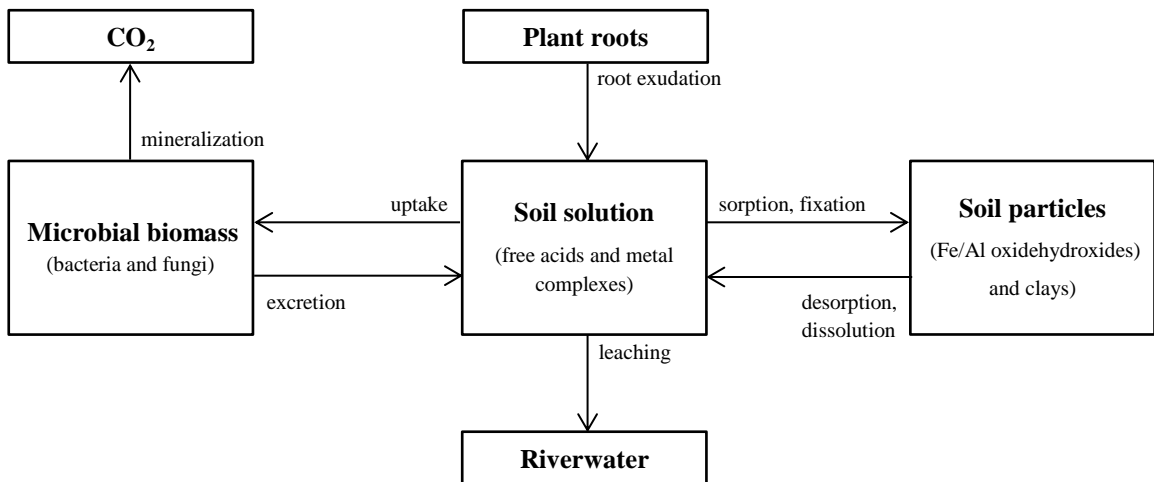 CO₂
Plant roots
root exudation
mineralization
Microbial biomass
(bacteria and fungi)
uptake
excretion
Soil solution
(free acids and metal
complexes)
sorption, fixation
desorption,
dissolution
Soil particles
(Fe/Al oxidehydroxides)
and clays)
leaching
Riverwater